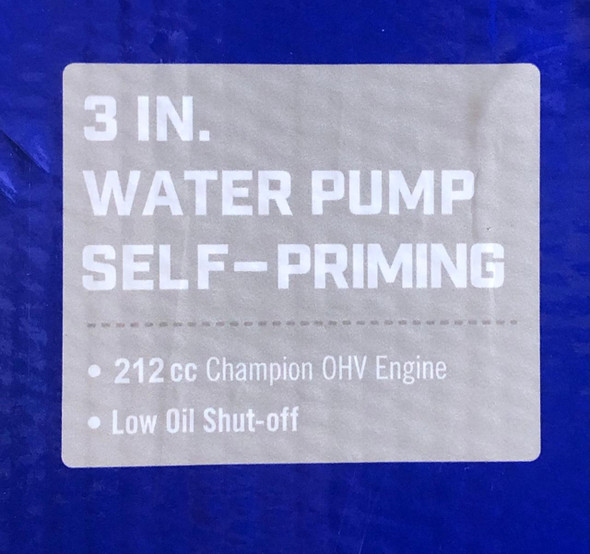 3 IN.
WATER PUMP
SELF-PRIMING
• 212 cc Champion OHV Engine
• Low Oil Shut-off